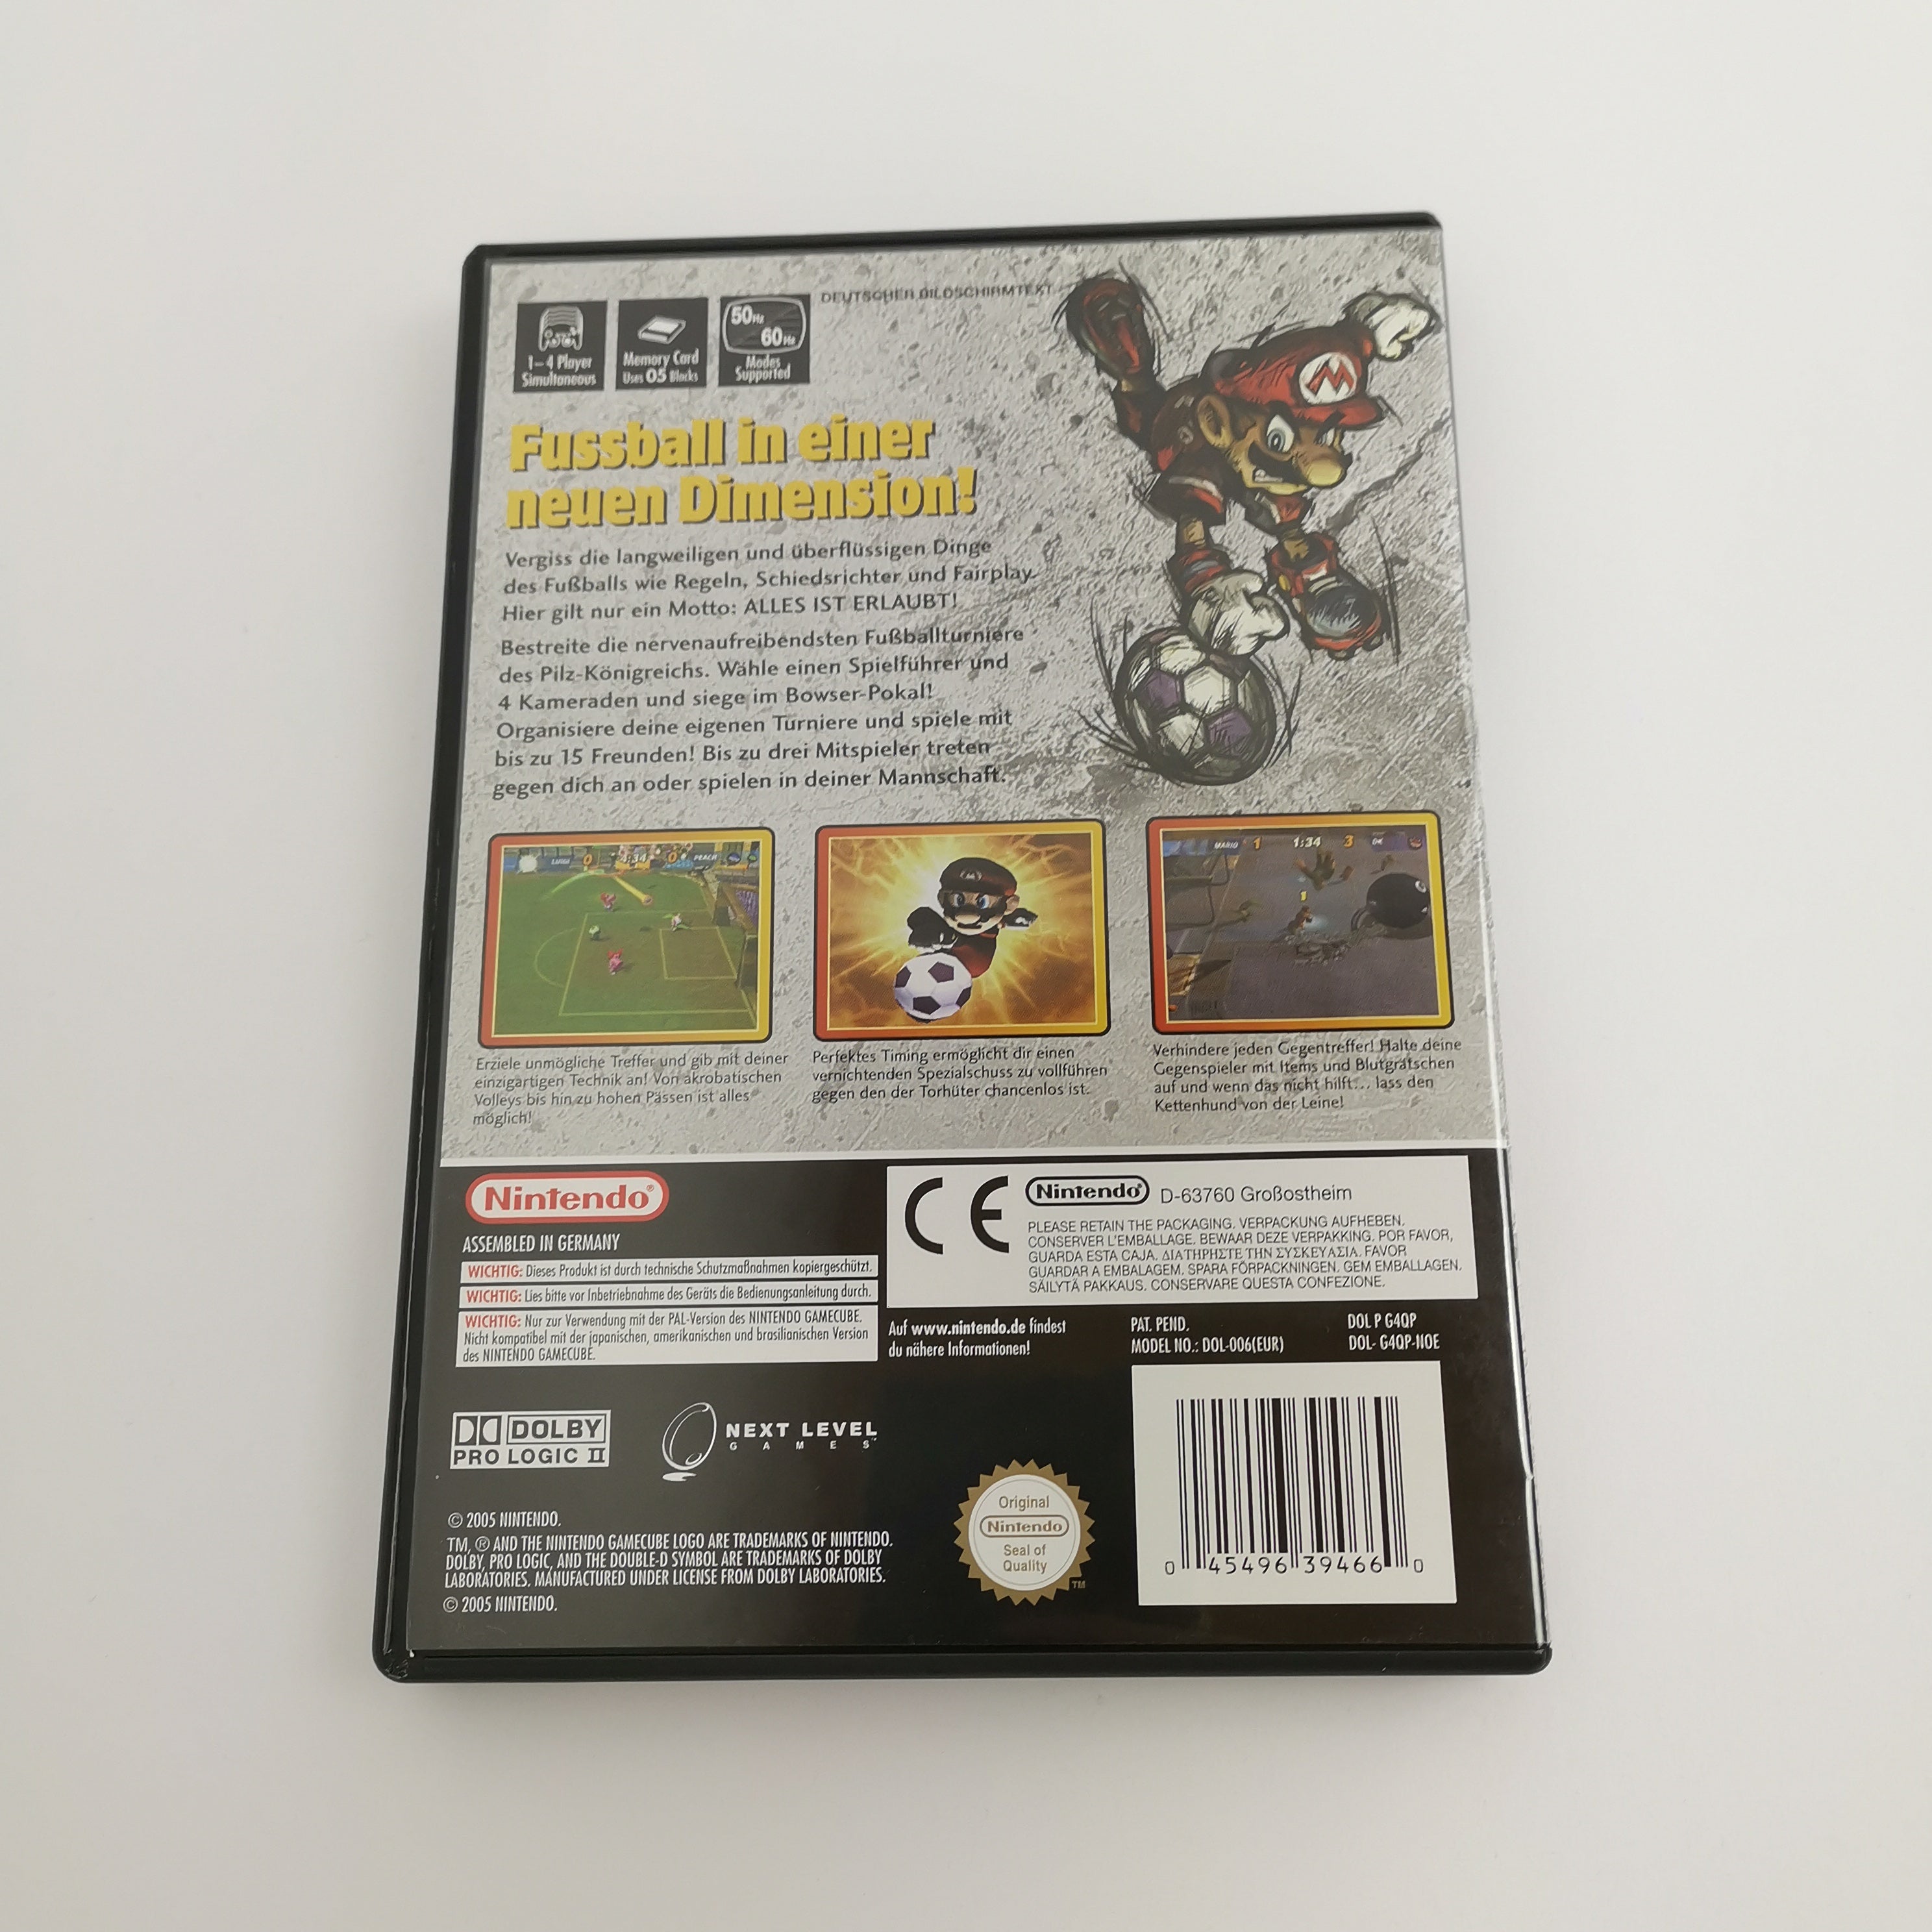 1–4 Player
Simultaneous
Memory Card
Uses 05 Blocks
50Hz
60Hz
Modes
Supported
DEUTSCHER BILDSCHIRMTEXT
M
Fussball in einer
neuen Dimension!
Vergiss die langweiligen und überflüssigen Dinge
des Fußballs wie Regeln, Schiedsrichter und Fairplay.
Hier gilt nur ein Motto: ALLES IST ERLAUBT!
Bestreite die nervenaufreibendsten Fußballturniere
des Pilz-Königreichs. Wähle einen Spielführer und
4 Kameraden und siege im Bowser-Pokal!
Organisiere deine eigenen Turniere und spiele mit
bis zu 15 Freunden! Bis zu drei Mitspieler treten
gegen dich an oder spielen in deiner Mannschaft.
LUIGI 0 4:34 0 PEACH
MARIO 1 1:34 3 DK
Erziele unmögliche Treffer und gib mit deiner
einzigartigen Technik an! Von akrobatischen
Volleys bis hin zu hohen Pässen ist alles
möglich!
Perfektes Timing ermöglicht dir einen
vernichtenden Spezialschuss zu vollführen
gegen den der Torhüter chancenlos ist.
Verhindere jeden Gegentreffer! Halte deine
Gegenspieler mit Items und Blutgrätschen
auf und wenn das nicht hilft... lass den
Kettenhund von der Leine!
Nintendo®
ASSEMBLED IN GERMANY
WICHTIG: Dieses Produkt ist durch technische Schutzmaßnahmen kopiergeschützt.
WICHTIG: Lies bitte vor Inbetriebnahme des Geräts die Bedienungsanleitung durch.
WICHTIG: Nur zur Verwendung mit der PAL-Version des NINTENDO GAMECUBE.
Nicht kompatibel mit der japanischen, amerikanischen und brasilianischen Version
des NINTENDO GAMECUBE.
CE
Nintendo® D-63760 Großostheim
PLEASE RETAIN THE PACKAGING. VERPACKUNG AUFHEBEN.
CONSERVER L'EMBALLAGE. BEWAAR DEZE VERPAKKING. POR FAVOR,
GUARDA ESTA CAJA. ΔΙΑΤΗΡΗΣΤΕ ΤΗΝ ΣΥΣΚΕΥΑΣΙΑ. FAVOR
GUARDAR A EMBALAGEM. SPARA FÖRPACKNINGEN. GEM EMBALLAGEN.
SÄILYTÄ PAKKAUS. CONSERVARE QUESTA CONFEZIONE.
Auf www.nintendo.de findest
du nähere Informationen!
PAT. PEND.
MODEL NO.: DOL-006(EUR)
DOL P G4QP
DOL- G4QP-NOE
DOLBY
PRO LOGIC II
NEXT LEVEL
GAMES™
© 2005 NINTENDO.
TM, ® AND THE NINTENDO GAMECUBE LOGO ARE TRADEMARKS OF NINTENDO.
DOLBY, PRO LOGIC, AND THE DOUBLE-D SYMBOL ARE TRADEMARKS OF DOLBY
LABORATORIES. MANUFACTURED UNDER LICENSE FROM DOLBY LABORATORIES.
© 2005 NINTENDO.
Original
Nintendo
Seal of
Quality
TM
0 45496 39466 0